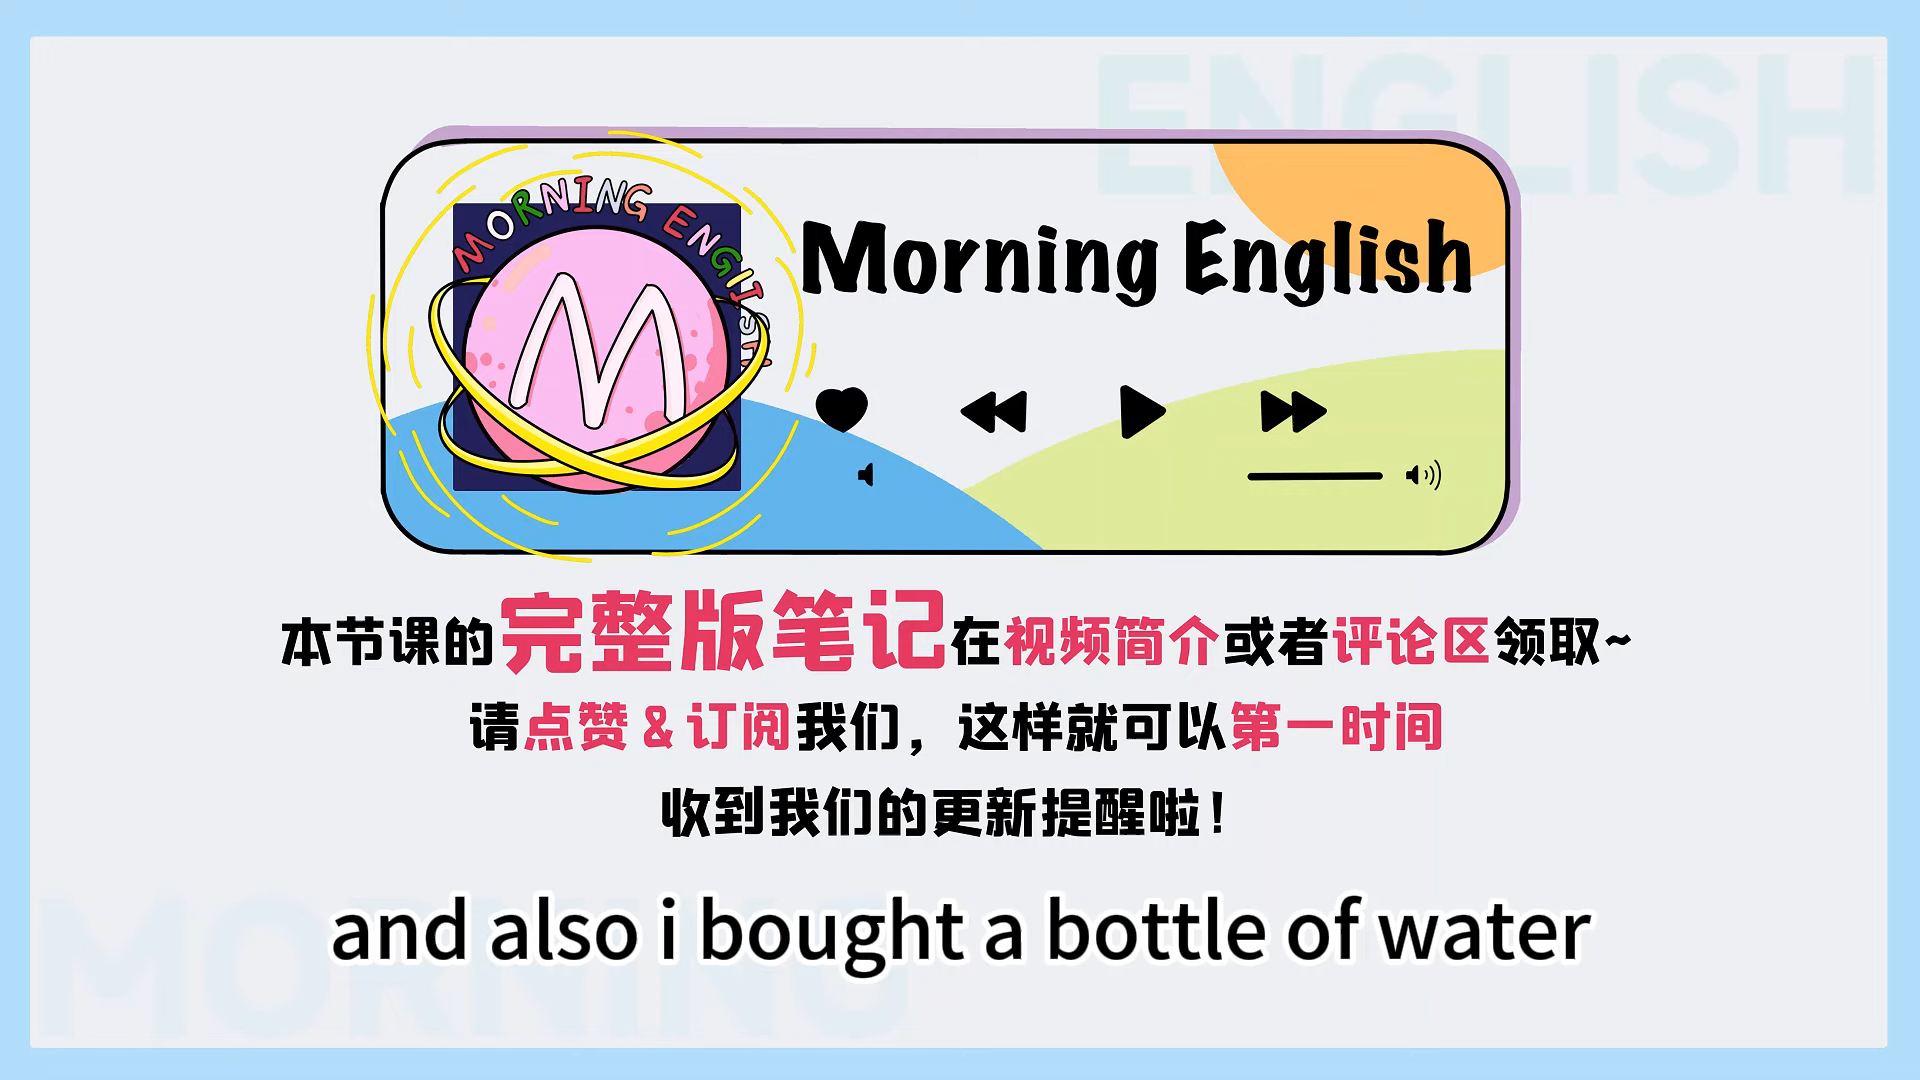 ENGLISH
MORNING ENGLISH
M
Morning English
本节课的完整版笔记在视频简介或者评论区领取~
请点赞&订阅我们，这样就可以第一时间
收到我们的更新提醒啦！
and also i bought a bottle of water
MORNING